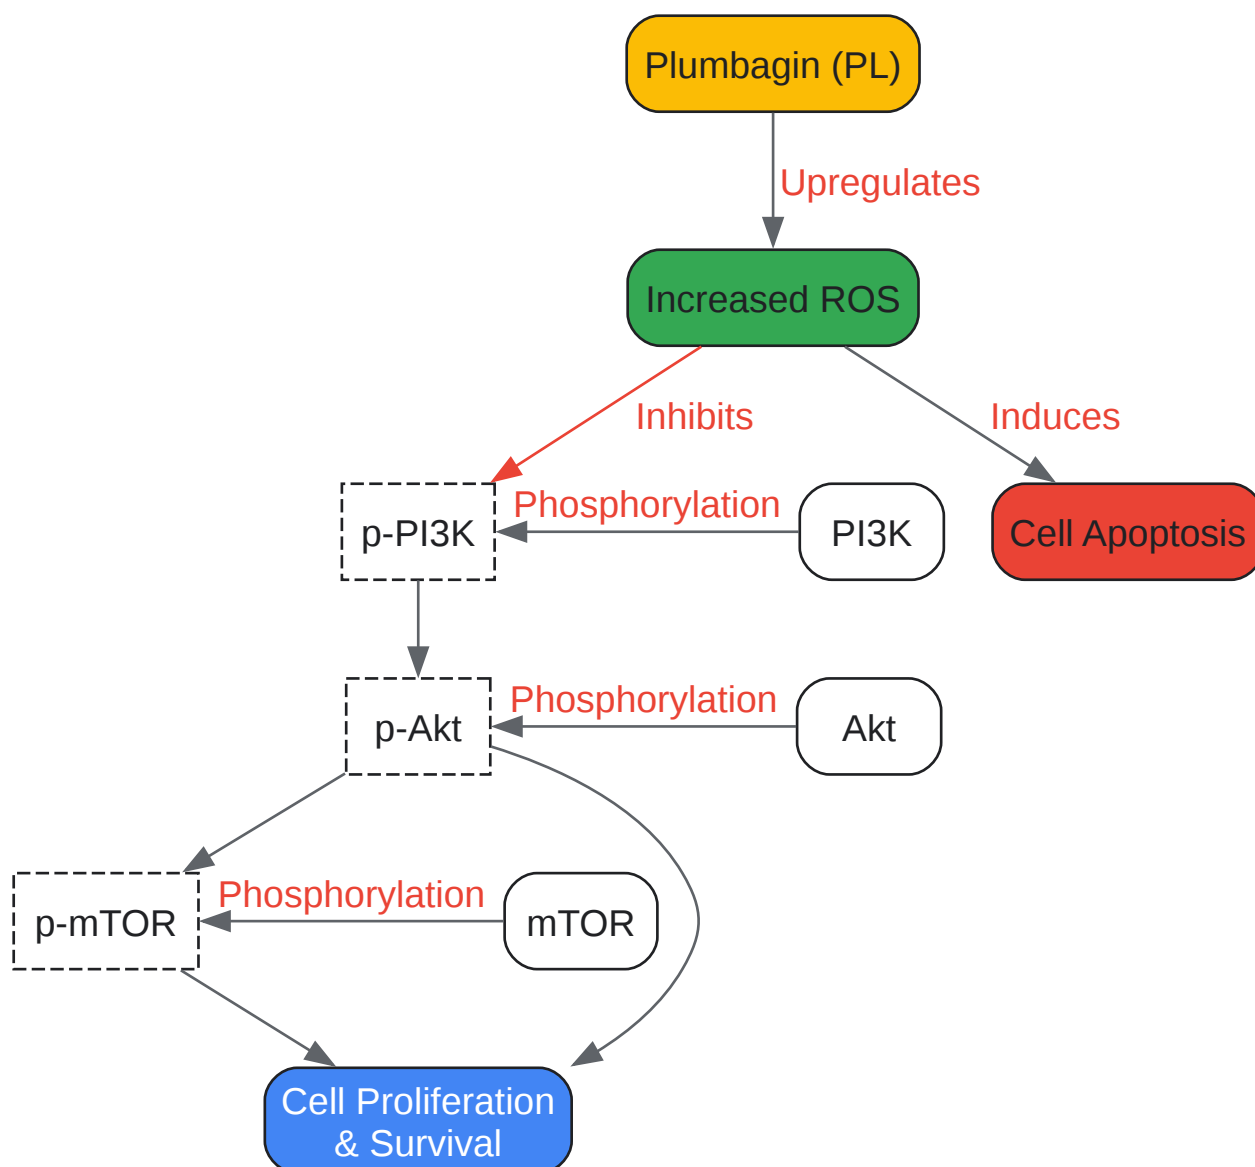 Plumbagin (PL)
Upregulates
Increased ROS
Inhibits
Induces
p-PI3K
Phosphorylation
PI3K
Cell Apoptosis
p-Akt
Phosphorylation
Akt
p-mTOR
Phosphorylation
mTOR
Cell Proliferation
& Survival